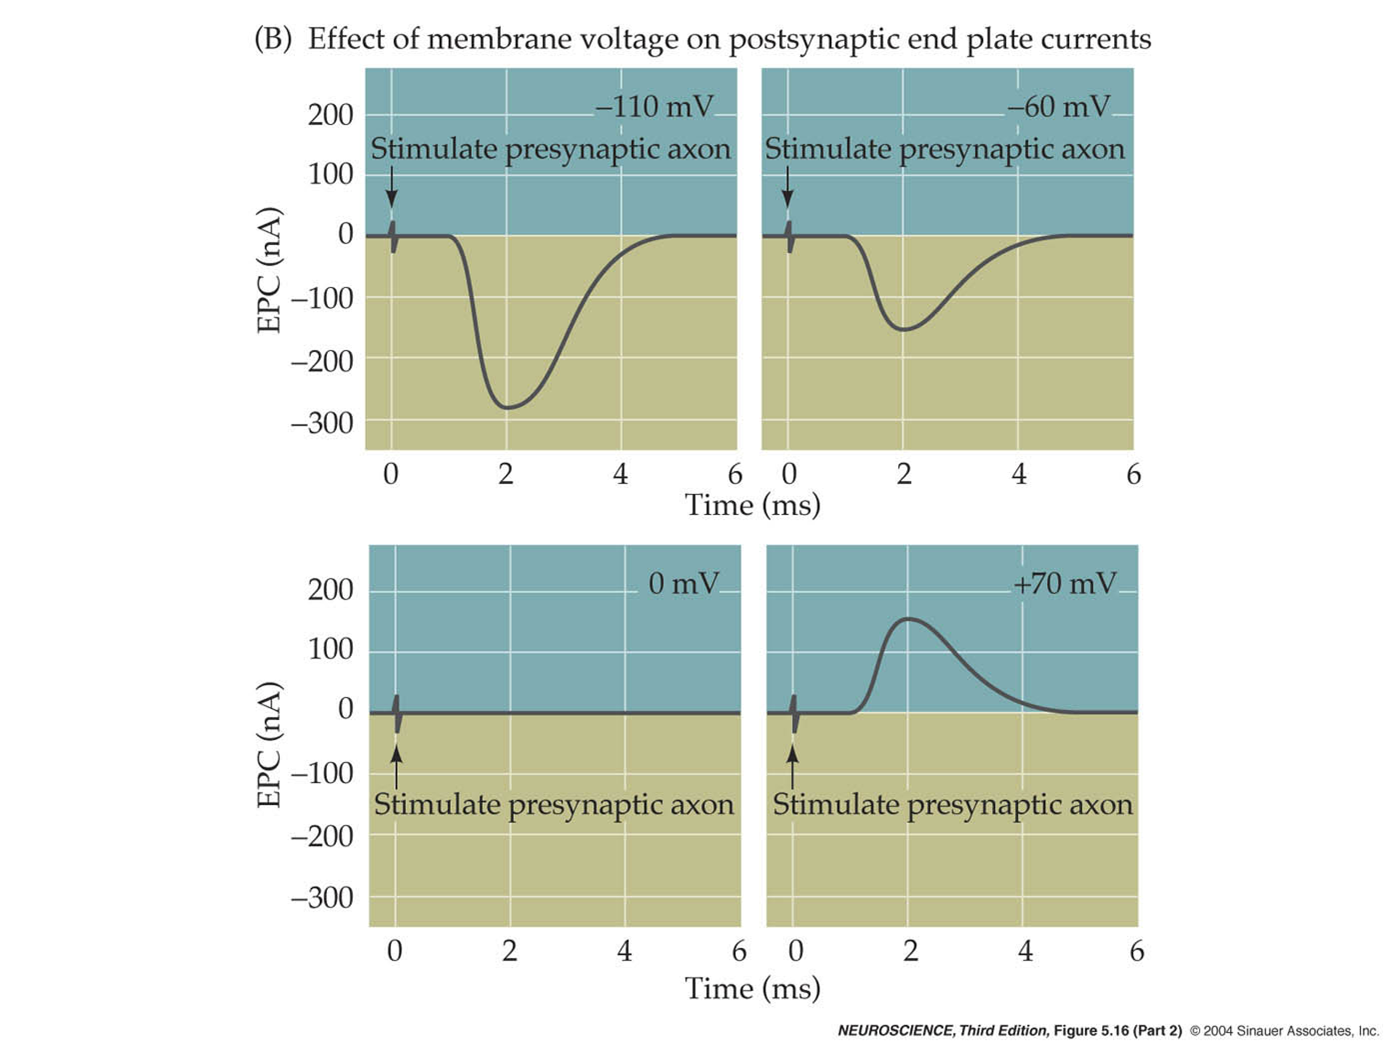 (B) Effect of membrane voltage on postsynaptic end plate currents
–110 mV
Stimulate presynaptic axon
–60 mV
Stimulate presynaptic axon
EPC (nA)
200
100
0
–100
–200
–300
0 2 4 6
0 2 4 6
Time (ms)
0 mV
Stimulate presynaptic axon
+70 mV
Stimulate presynaptic axon
EPC (nA)
200
100
0
–100
–200
–300
0 2 4 6
0 2 4 6
Time (ms)
NEUROSCIENCE, Third Edition, Figure 5.16 (Part 2) © 2004 Sinauer Associates, Inc.